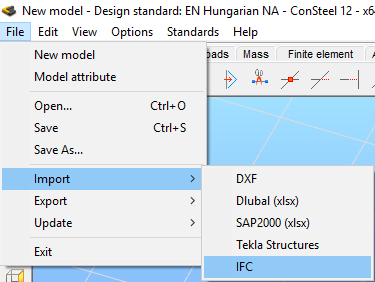 New model - Design standard: EN Hungarian NA - ConSteel 12 - x6
File Edit View Options Standards Help
oads Mass Finite element
New model
Model attribute
Open... Ctrl+O
Save Ctrl+S
Save As...
Import
Export
Update
Exit
DXF
Dlubal (xlsx)
SAP2000 (xlsx)
Tekla Structures
IFC